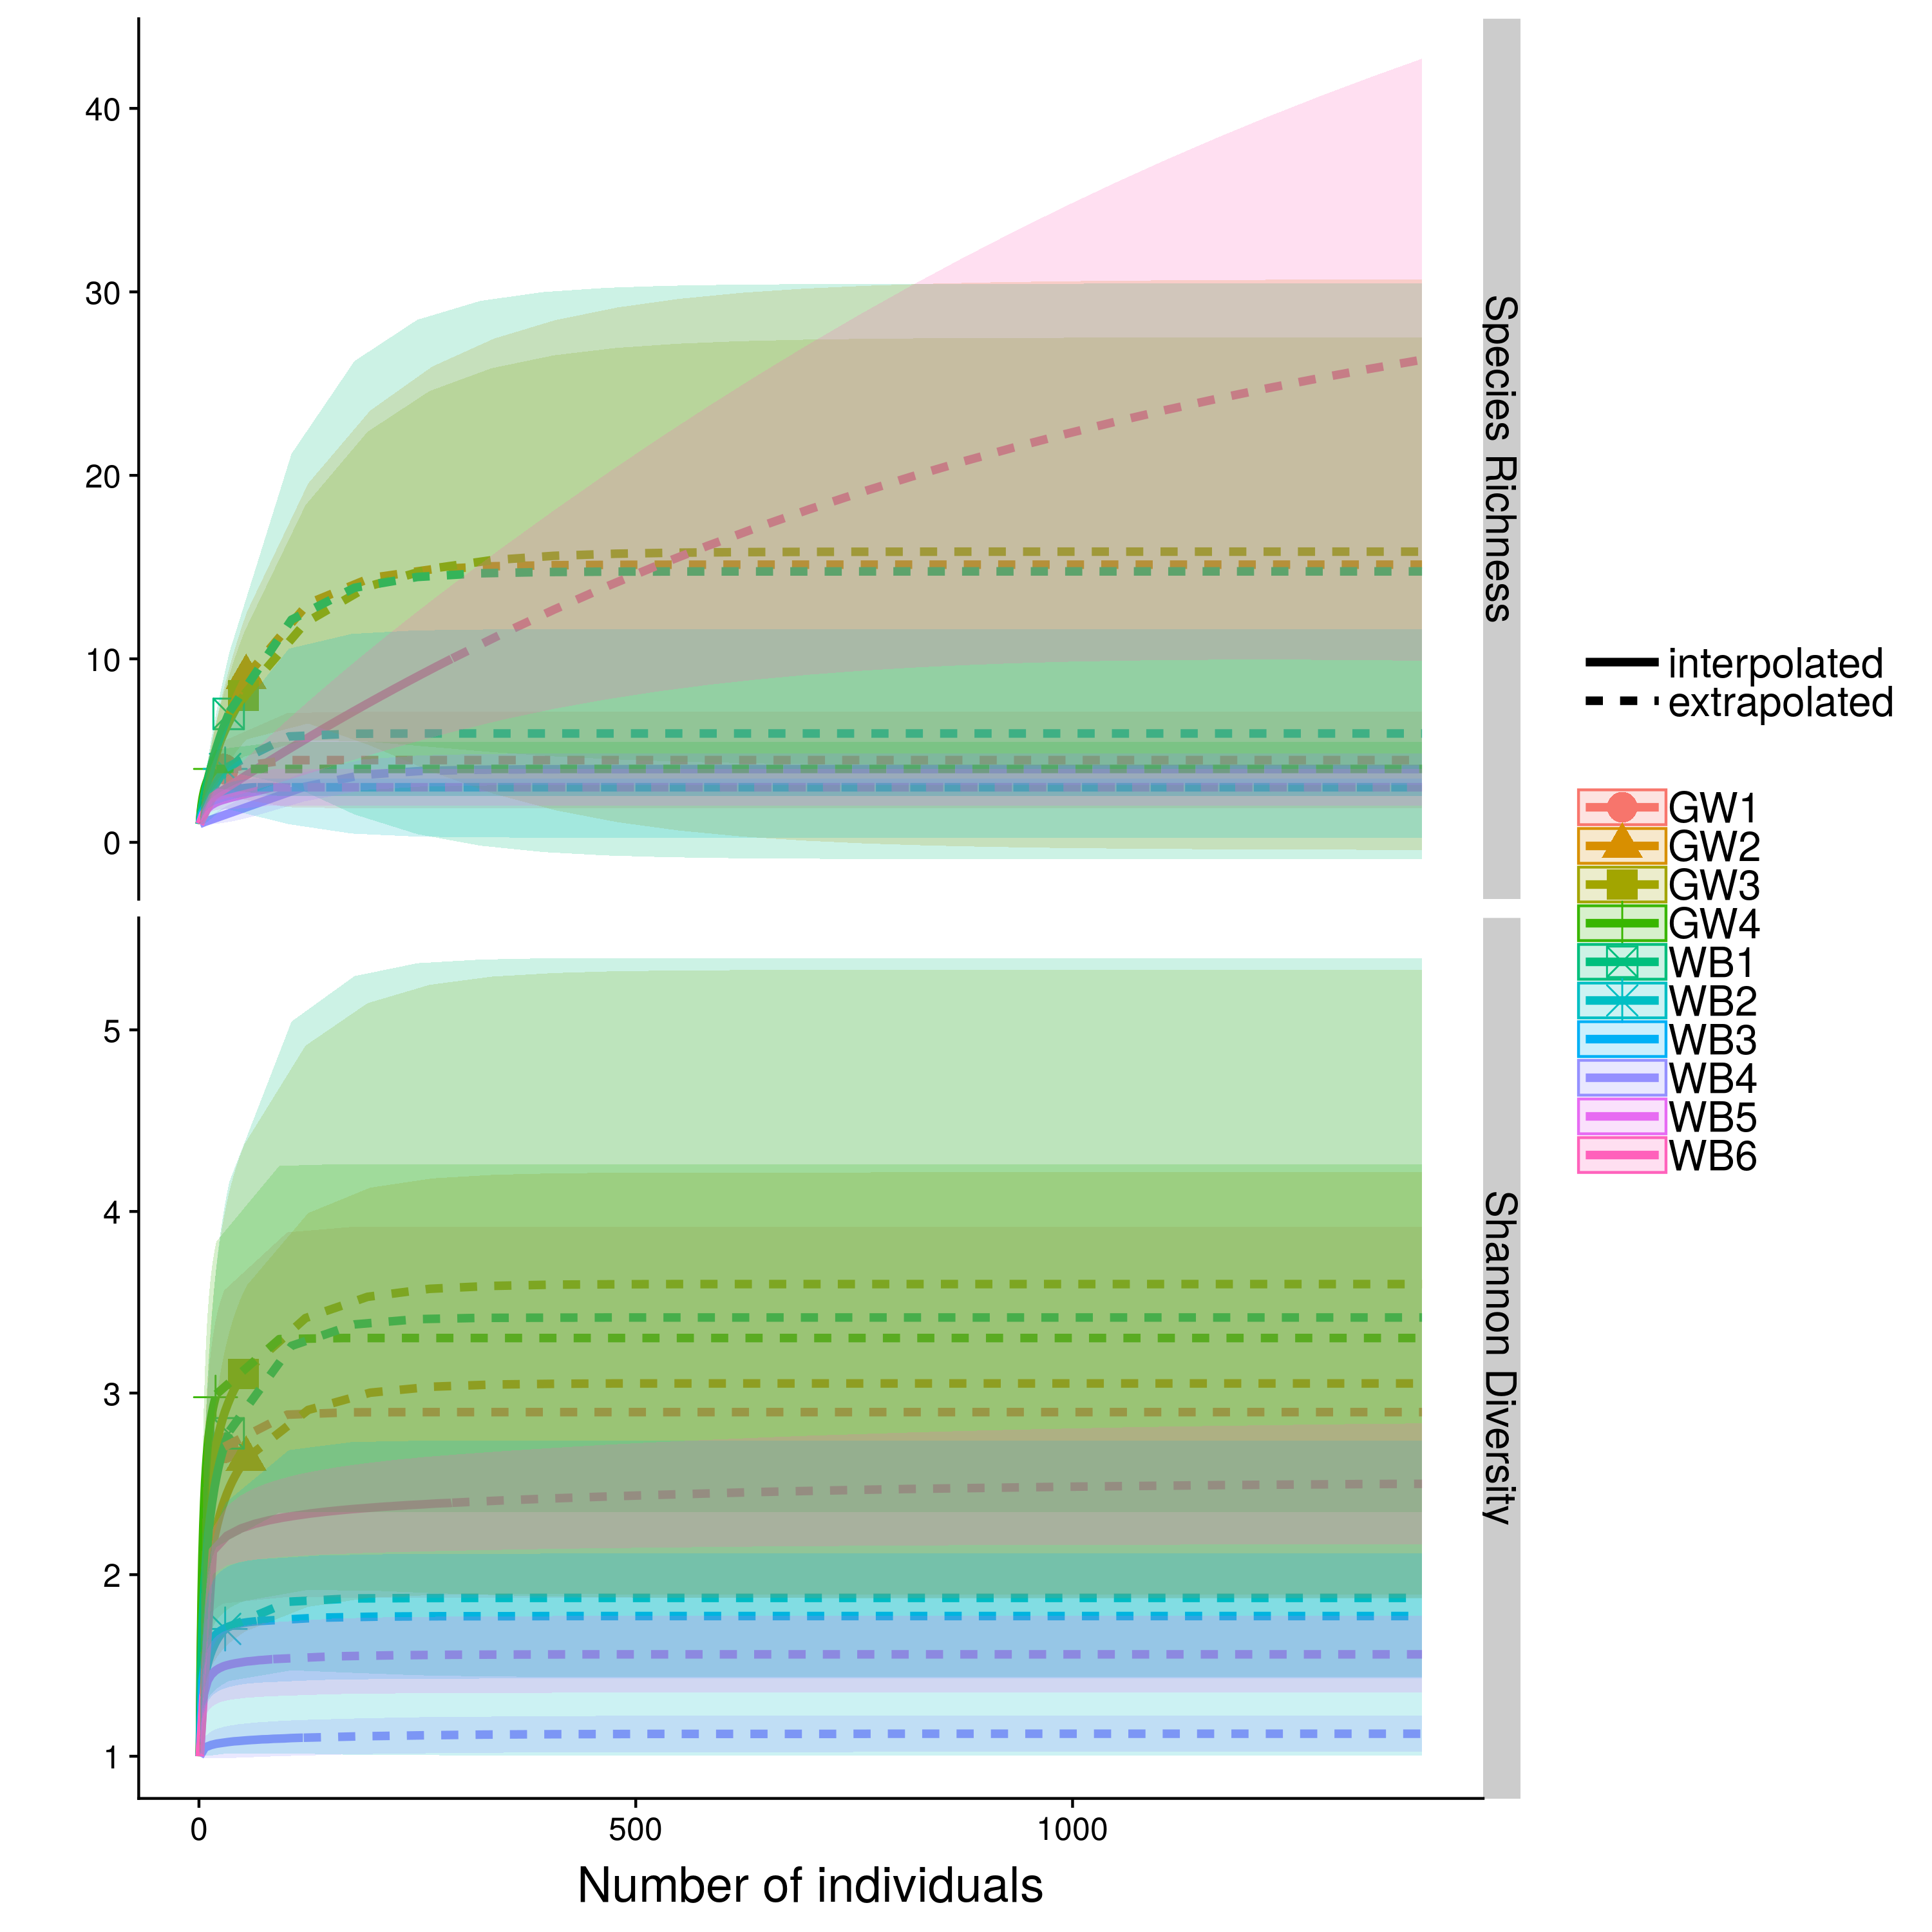 40
30
20
10
0
Species Richness
5
4
3
2
1
Shannon Diversity
0 500 1000
Number of individuals
interpolated
extrapolated
GW1
GW2
GW3
GW4
WB1
WB2
WB3
WB4
WB5
WB6